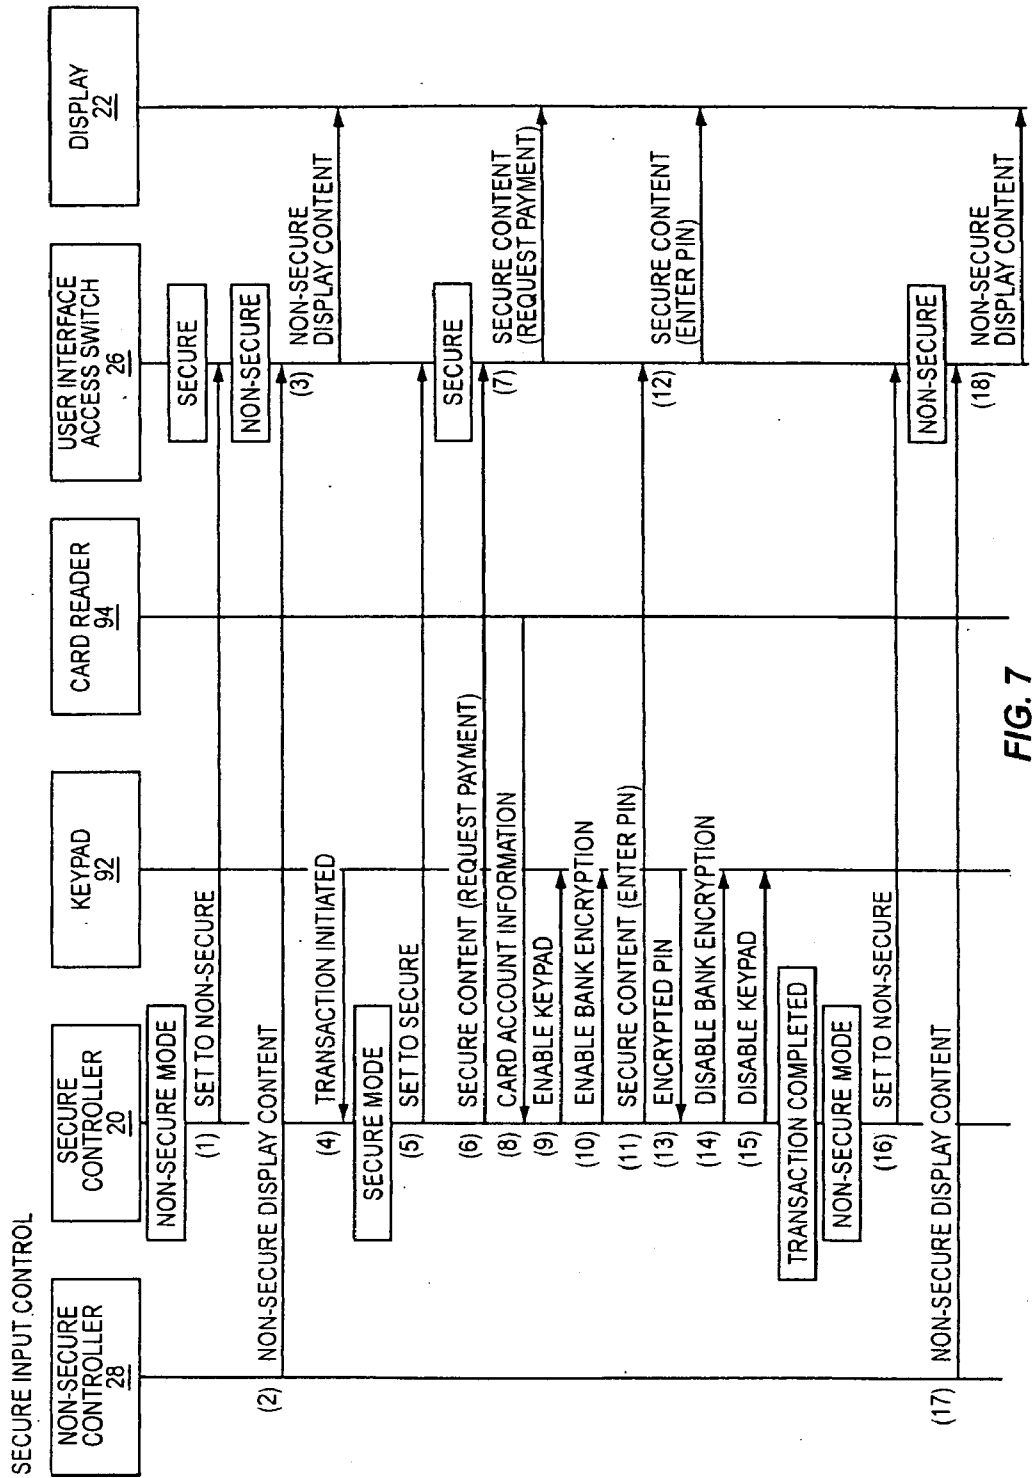 SECURE INPUT CONTROL
NON-SECURE
CONTROLLER
28
SECURE
CONTROLLER
20
KEYPAD
92
CARD READER
94
USER INTERFACE
ACCESS SWITCH
26
DISPLAY
22
NON-SECURE MODE
SECURE
(1)
SET TO NON-SECURE
NON-SECURE
(2)
NON-SECURE DISPLAY CONTENT
(3)
NON-SECURE
DISPLAY CONTENT
(4)
TRANSACTION INITIATED
SECURE MODE
(5)
SET TO SECURE
SECURE
(6)
SECURE CONTENT (REQUEST PAYMENT)
(7)
SECURE CONTENT
(REQUEST PAYMENT)
(8)
CARD ACCOUNT INFORMATION
(9)
ENABLE KEYPAD
(10)
ENABLE BANK ENCRYPTION
(11)
SECURE CONTENT (ENTER PIN)
(12)
SECURE CONTENT
(ENTER PIN)
(13)
ENCRYPTED PIN
(14)
DISABLE BANK ENCRYPTION
(15)
DISABLE KEYPAD
TRANSACTION COMPLETED
NON-SECURE MODE
(16)
SET TO NON-SECURE
NON-SECURE
(17)
NON-SECURE DISPLAY CONTENT
(18)
NON-SECURE
DISPLAY CONTENT
FIG. 7